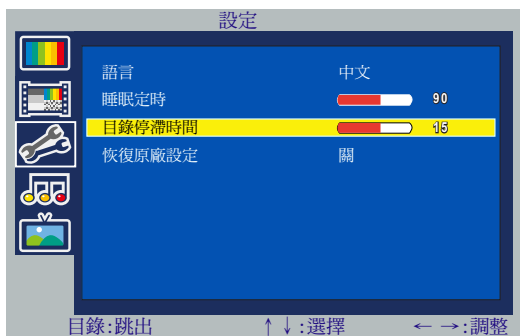 設定
語言 中文
睡眠定時 90
目錄停滯時間 15
恢復原廠設定 關
目錄:跳出 ↑↓:選擇 ←→:調整